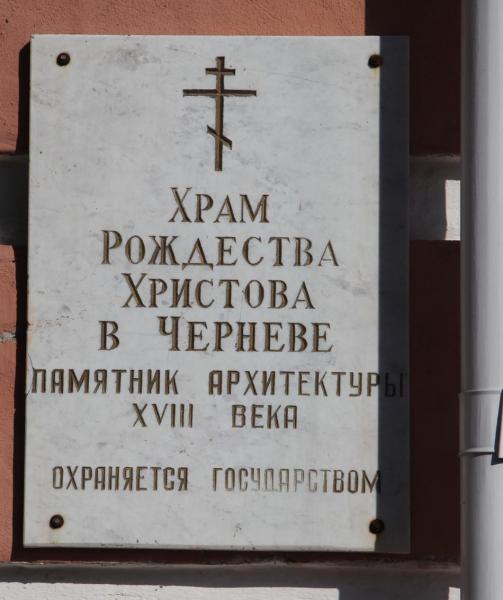 Храм
Рождества
Христова
в Черневе
ПАМЯТНИК АРХИТЕКТУРЫ
XVIII ВЕКА
ОХРАНЯЕТСЯ ГОСУДАРСТВОМ